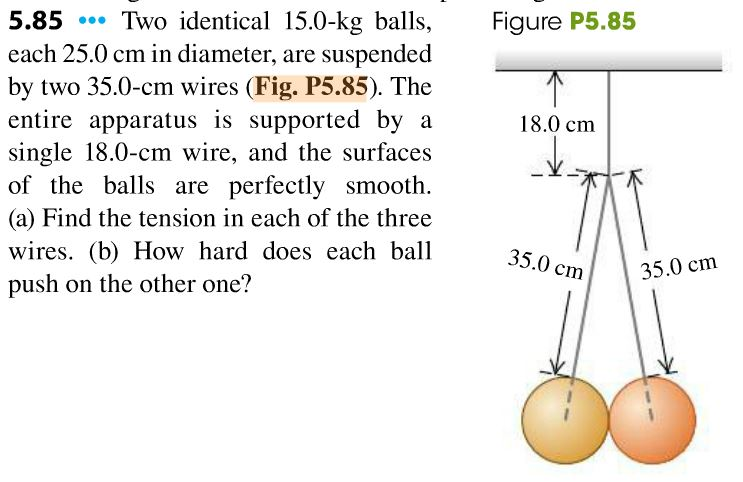 5.85 ••• Two identical 15.0-kg balls,
each 25.0 cm in diameter, are suspended
by two 35.0-cm wires (Fig. P5.85). The
entire apparatus is supported by a
single 18.0-cm wire, and the surfaces
of the balls are perfectly smooth.
(a) Find the tension in each of the three
wires. (b) How hard does each ball
push on the other one?
Figure P5.85
18.0 cm
35.0 cm
35.0 cm